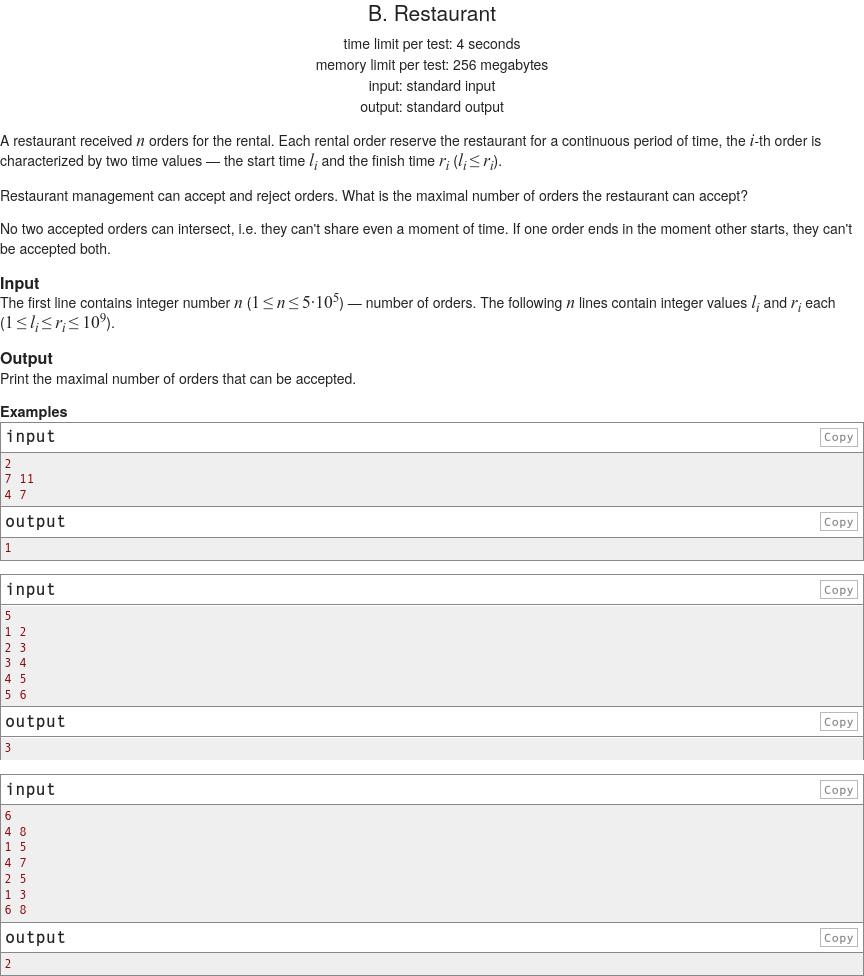 B. Restaurant
time limit per test: 4 seconds
memory limit per test: 256 megabytes
input: standard input
output: standard output
A restaurant received n orders for the rental. Each rental order reserve the restaurant for a continuous period of time, the i-th order is
characterized by two time values — the start time l_i and the finish time r_i (l_i ≤ r_i).
Restaurant management can accept and reject orders. What is the maximal number of orders the restaurant can accept?
No two accepted orders can intersect, i.e. they can't share even a moment of time. If one order ends in the moment other starts, they can't
be accepted both.
Input
The first line contains integer number n (1 ≤ n ≤ 5·10^5) — number of orders. The following n lines contain integer values l_i and r_i each
(1 ≤ l_i ≤ r_i ≤ 10^9).
Output
Print the maximal number of orders that can be accepted.
Examples
input Copy
2
7 11
4 7
output Copy
1
input Copy
5
1 2
2 3
3 4
4 5
5 6
output Copy
3
input Copy
6
4 8
1 5
4 7
2 5
1 3
6 8
output Copy
2